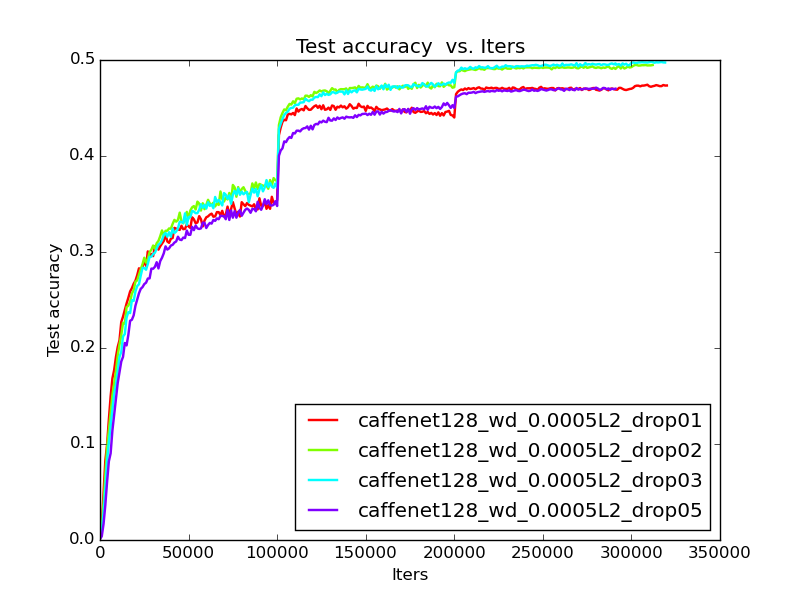 Test accuracy  vs. Iters
Test accuracy
0.5
0.4
0.3
0.2
0.1
0.0
0 50000 100000 150000 200000 250000 300000 350000
Iters
caffenet128_wd_0.0005L2_drop01
caffenet128_wd_0.0005L2_drop02
caffenet128_wd_0.0005L2_drop03
caffenet128_wd_0.0005L2_drop05